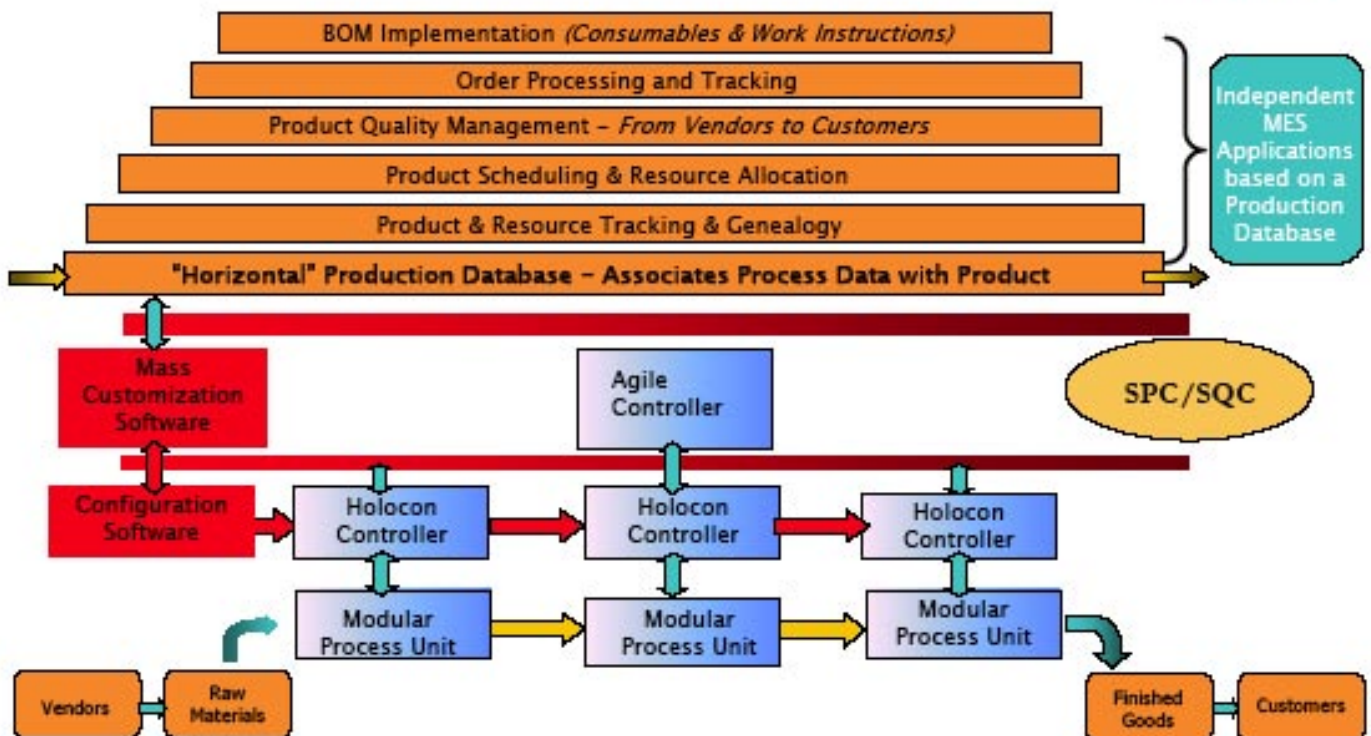 BOM Implementation (Consumables & Work Instructions)
Order Processing and Tracking
Product Quality Management – From Vendors to Customers
Product Scheduling & Resource Allocation
Product & Resource Tracking & Genealogy
"Horizontal" Production Database – Associates Process Data with Product
Independent
MES
Applications
based on a
Production
Database
Mass
Customization
Software
Agile
Controller
SPC/SQC
Configuration
Software
Holocon
Controller
Holocon
Controller
Holocon
Controller
Modular
Process Unit
Modular
Process Unit
Modular
Process Unit
Vendors
Raw
Materials
Finished
Goods
Customers